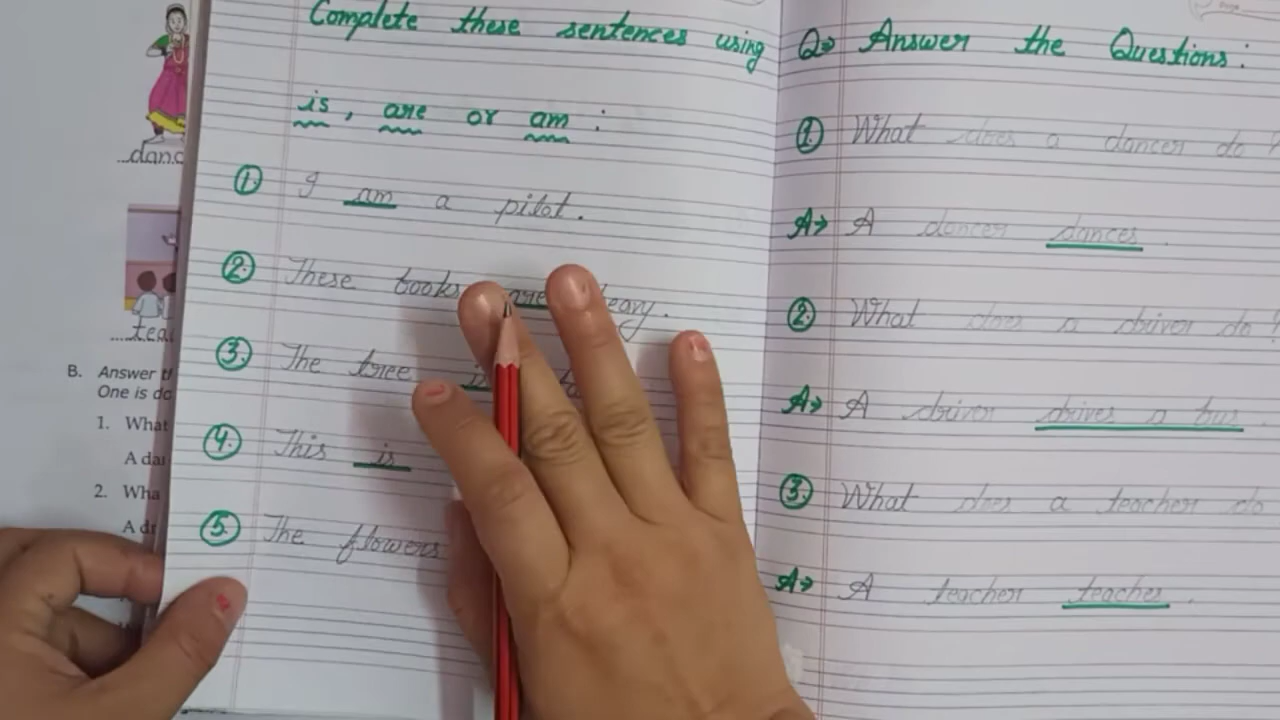 Complete these sentences using
is, are or am :
1. I am a pilot.
2. These books are
3. The tree is
4. This is
5. The flowers
Q⇒ Answer the Questions :
1. What does a dancer do ?
A→ A dancer dances .
2. What does a driver do ?
A→ A driver drives a bus .
3. What does a teacher do
A→ A teacher teaches .
B. Answer
One is do
1. What
A
2. Wha
A